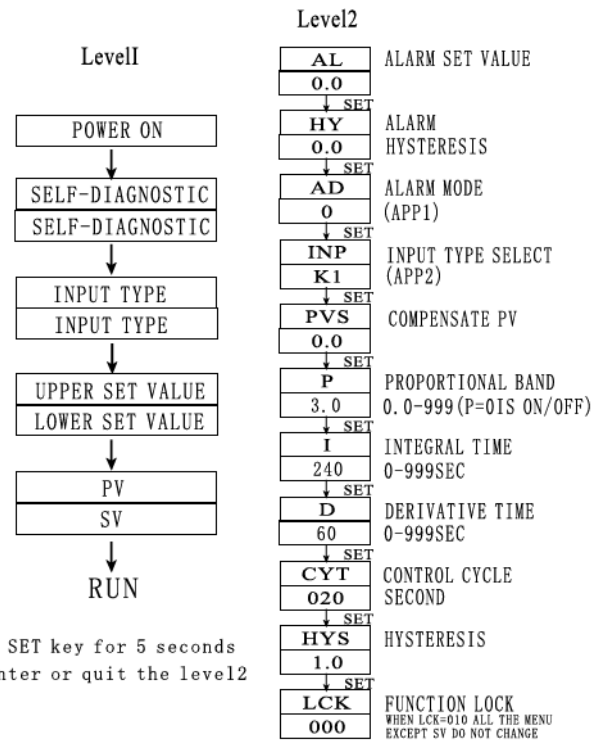 LevelI
POWER ON
SELF-DIAGNOSTIC
SELF-DIAGNOSTIC
INPUT TYPE
INPUT TYPE
UPPER SET VALUE
LOWER SET VALUE
PV
SV
RUN
SET key for 5 seconds
or quit the level2
Level2
AL ALARM SET VALUE
0.0
SET
HY ALARM
0.0 HYSTERESIS
SET
AD ALARM MODE
0 (APP1)
SET
INP INPUT TYPE SELECT
K1 (APP2)
SET
PVS COMPENSATE PV
0.0
SET
P PROPORTIONAL BAND
3.0 0.0-999(P=0IS ON/OFF)
SET
I INTEGRAL TIME
240 0-999SEC
SET
D DERIVATIVE TIME
60 0-999SEC
SET
CYT CONTROL CYCLE
020 SECOND
SET
HYS HYSTERESIS
1.0
SET
LCK FUNCTION LOCK
000 WHEN LCK=010 ALL THE MENU
EXCEPT SV DO NOT CHANGE